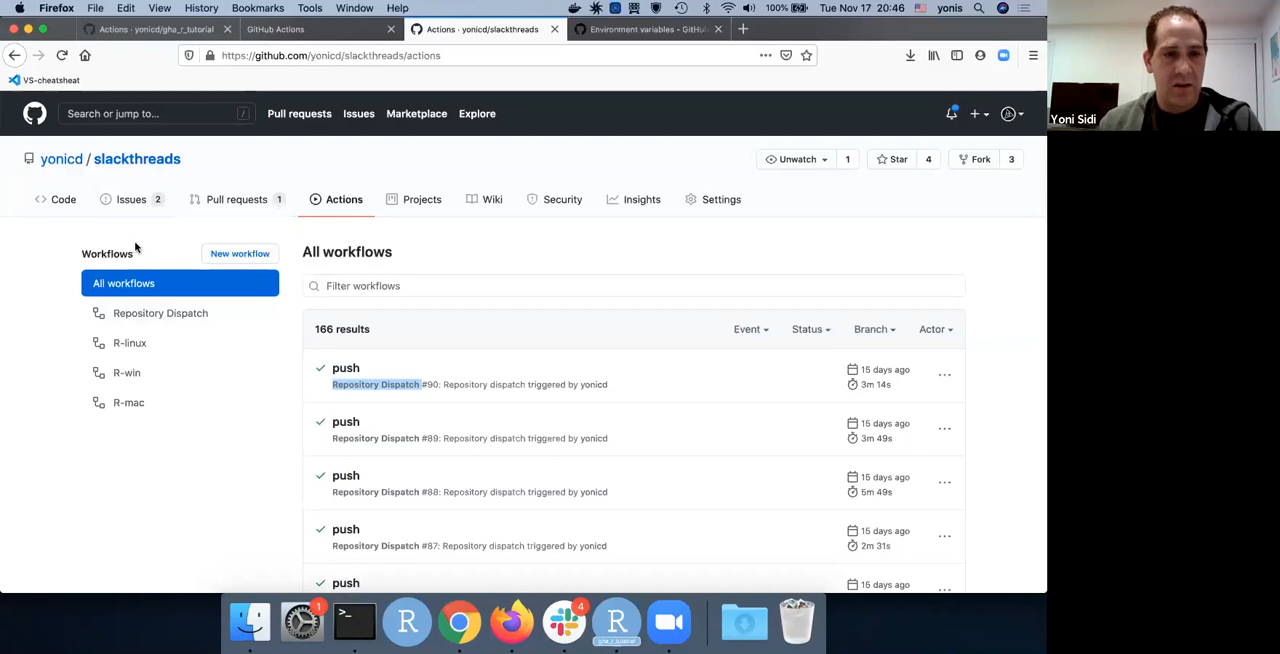 Firefox File Edit View History Bookmarks Tools Window Help 100% Tue Nov 17 20:46 yonis
Actions · yonicd/gha_r_tutorial GitHub Actions Actions · yonicd/slackthreads Environment variables - GitHu
https://github.com/yonicd/slackthreads/actions
VS-cheatsheat
Search or jump to... / Pull requests Issues Marketplace Explore
Yoni Sidi
yonicd / slackthreads Unwatch 1 Star 4 Fork 3
Code Issues 2 Pull requests 1 Actions Projects Wiki Security Insights Settings
Workflows New workflow All workflows
All workflows
Filter workflows
Repository Dispatch
R-linux
R-win
R-mac
166 results Event Status Branch Actor
push 15 days ago
Repository Dispatch #90: Repository dispatch triggered by yonicd 3m 14s
push 15 days ago
Repository Dispatch #89: Repository dispatch triggered by yonicd 3m 49s
push 15 days ago
Repository Dispatch #88: Repository dispatch triggered by yonicd 5m 49s
push 15 days ago
Repository Dispatch #87: Repository dispatch triggered by yonicd 2m 31s
push 15 days ago
1 >_ R 4 R
gha_r_tutorial